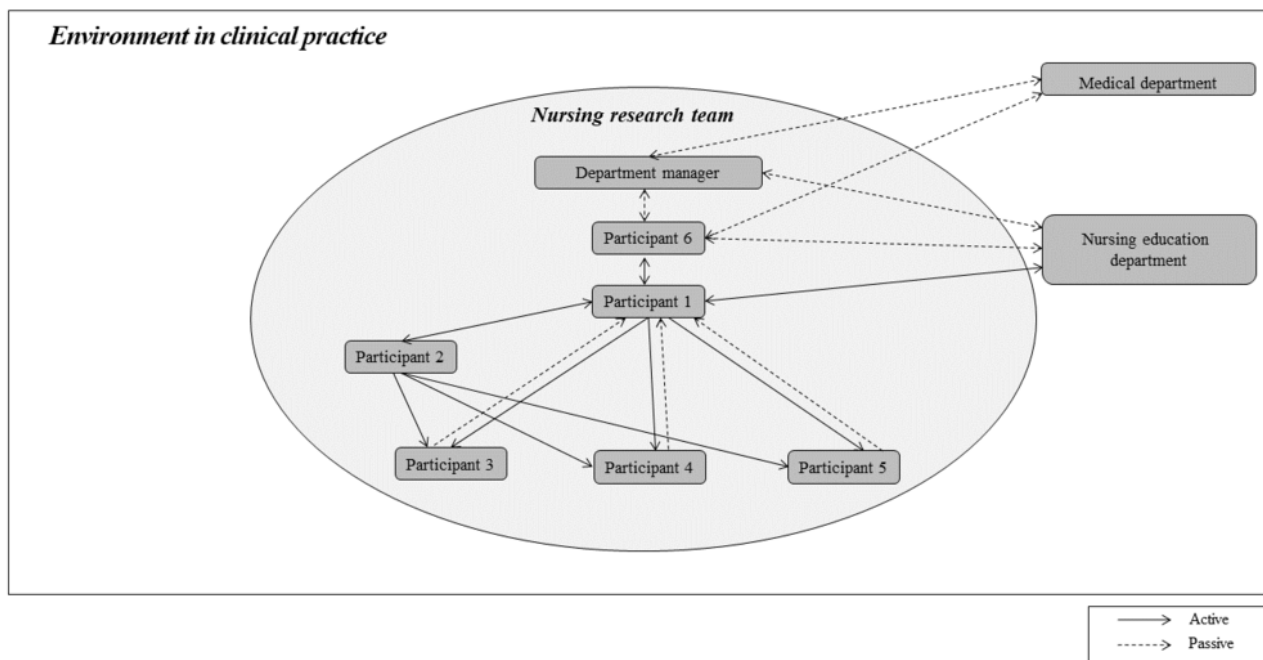 Environment in clinical practice
Medical department
Nursing research team
Department manager
Participant 6
Nursing education
department
Participant 1
Participant 2
Participant 3
Participant 4
Participant 5
Active
Passive